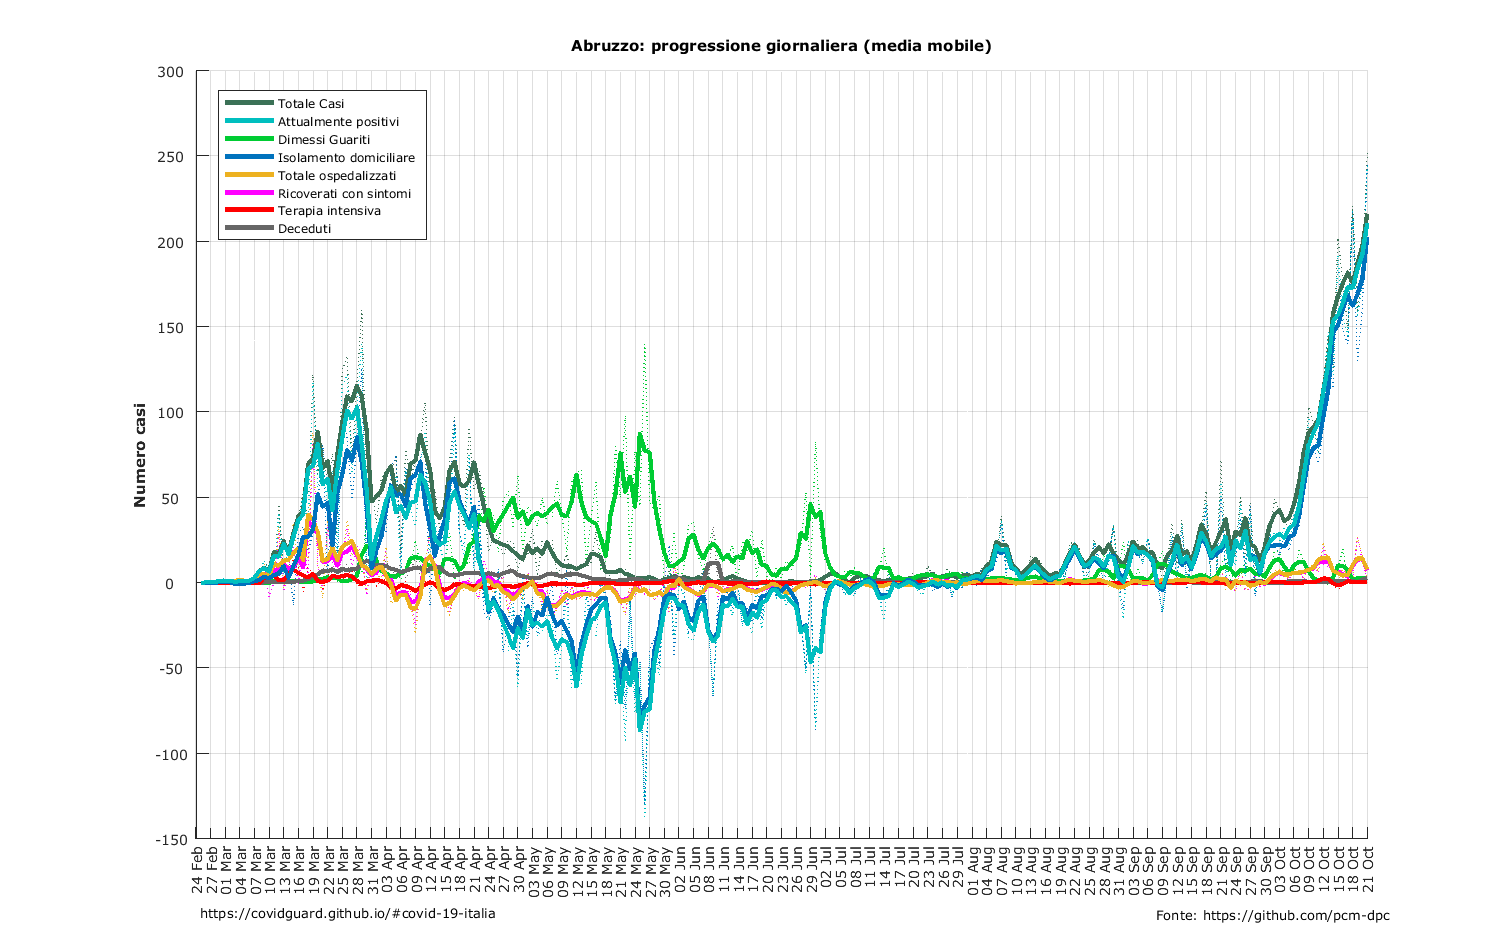 Abruzzo: progressione giornaliera (media mobile)
300
250
200
150
100
50
0
-50
-100
-150
Numero casi
Totale Casi
Attualmente positivi
Dimessi Guariti
Isolamento domiciliare
Totale ospedalizzati
Ricoverati con sintomi
Terapia intensiva
Deceduti
24 Feb
27 Feb
01 Mar
04 Mar
07 Mar
10 Mar
13 Mar
16 Mar
19 Mar
22 Mar
25 Mar
28 Mar
31 Mar
03 Apr
06 Apr
09 Apr
12 Apr
15 Apr
18 Apr
21 Apr
24 Apr
27 Apr
30 Apr
03 May
06 May
09 May
12 May
15 May
18 May
21 May
24 May
27 May
30 May
02 Jun
05 Jun
08 Jun
11 Jun
14 Jun
17 Jun
20 Jun
23 Jun
26 Jun
29 Jun
02 Jul
05 Jul
08 Jul
11 Jul
14 Jul
17 Jul
20 Jul
23 Jul
26 Jul
29 Jul
01 Aug
04 Aug
07 Aug
10 Aug
13 Aug
16 Aug
19 Aug
22 Aug
25 Aug
28 Aug
31 Aug
03 Sep
06 Sep
09 Sep
12 Sep
15 Sep
18 Sep
21 Sep
24 Sep
27 Sep
30 Sep
03 Oct
06 Oct
09 Oct
12 Oct
15 Oct
18 Oct
21 Oct
https://covidguard.github.io/#covid-19-italia
Fonte: https://github.com/pcm-dpc